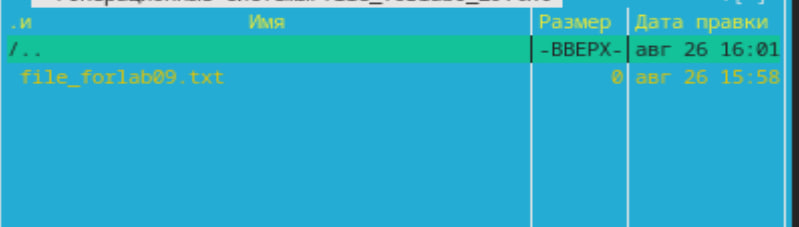 .и Имя Размер Дата правки
/.. -ВВЕРХ- авг 26 16:01
file_forlab09.txt 0 авг 26 15:58